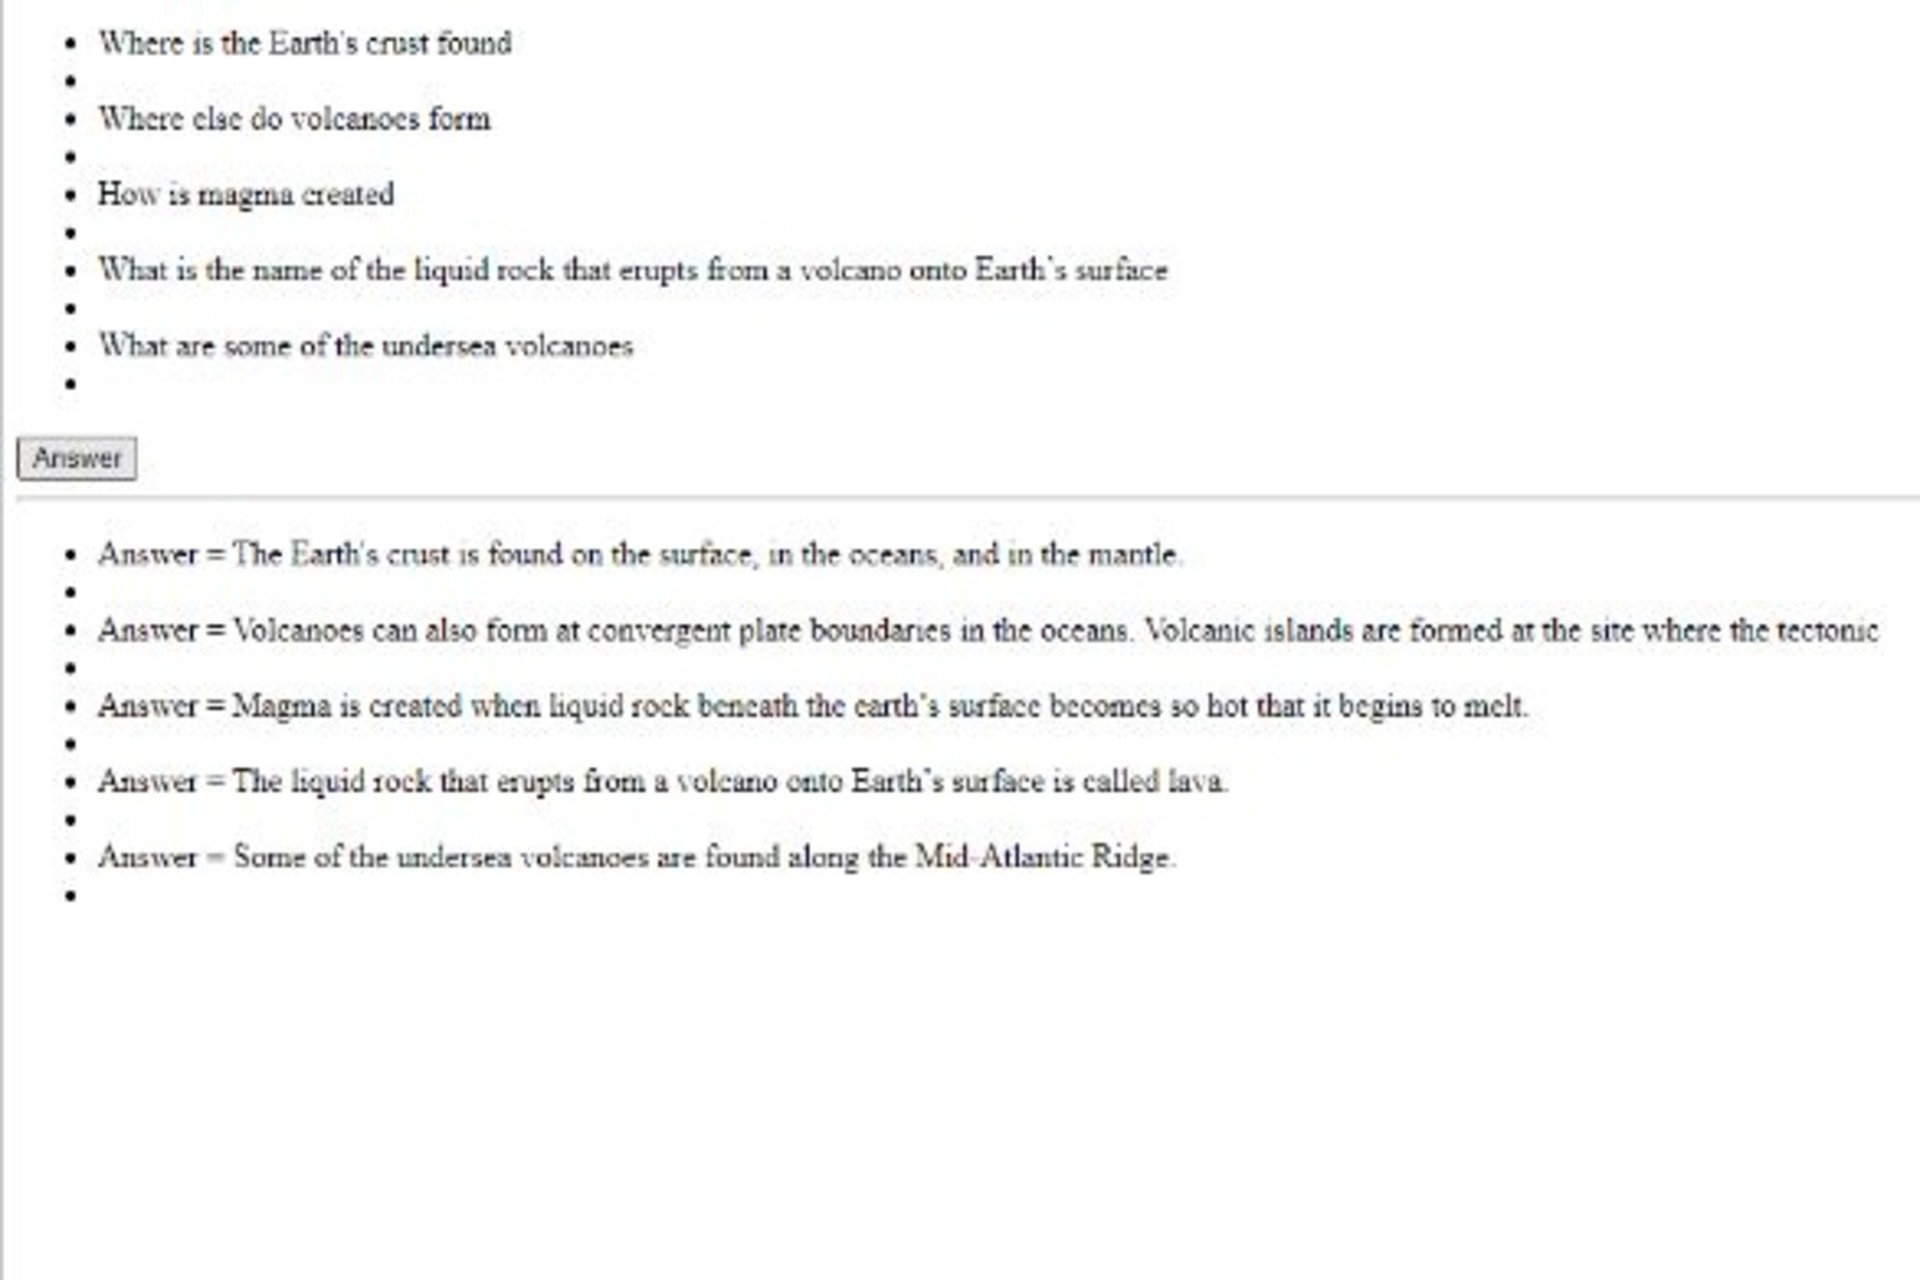 Where is the Earth's crust found
Where else do volcanoes form
How is magma created
What is the name of the liquid rock that erupts from a volcano onto Earth's surface
What are some of the undersea volcanoes
Answer
Answer = The Earth's crust is found on the surface, in the oceans, and in the mantle.
Answer = Volcanoes can also form at convergent plate boundaries in the oceans. Volcanic islands are formed at the site where the tectonic
Answer = Magma is created when liquid rock beneath the earth's surface becomes so hot that it begins to melt.
Answer = The liquid rock that erupts from a volcano onto Earth's surface is called lava.
Answer = Some of the undersea volcanoes are found along the Mid-Atlantic Ridge.